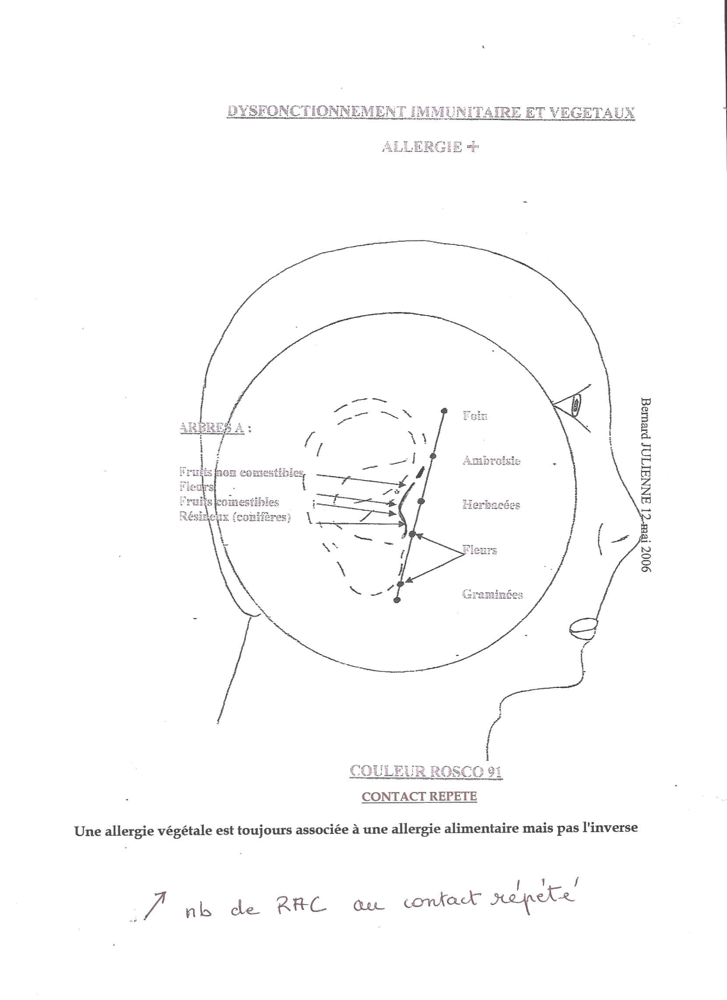 DYSFONCTIONNEMENT IMMUNITAIRE ET VEGETAUX
ALLERGIE +
Foin
ARBRES A :
Ambroisie
Fruits non comestibles
Fleurs
Fruits comestibles
Herbacées
Résineux (conifères)
Fleurs
Graminées
Bernard JULIENNE 12 mai 2006
COULEUR ROSCO 91
CONTACT REPETE
Une allergie végétale est toujours associée à une allergie alimentaire mais pas l'inverse
↗ nb de RAC au contact répété